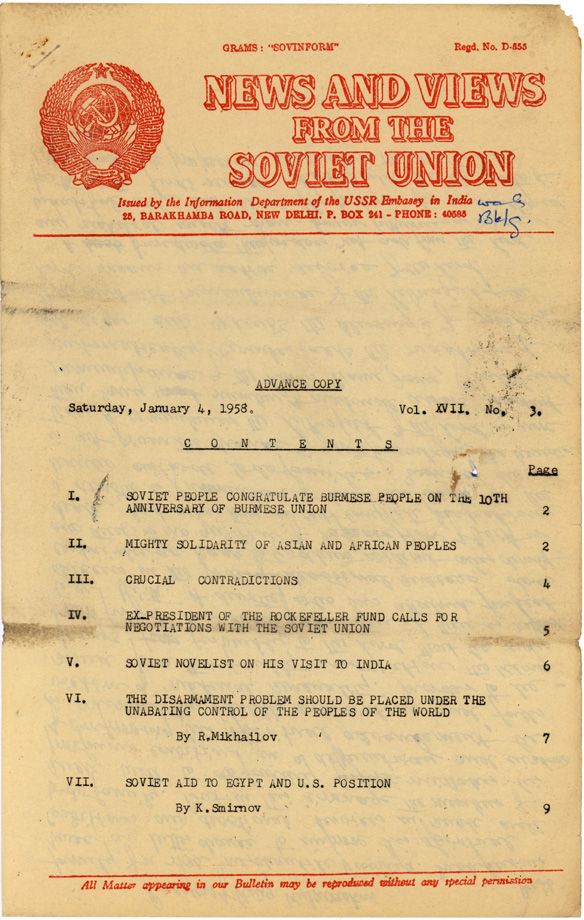 GRAMS: "SOVINFORM" Regd. No. D-555
NEWS AND VIEWS
FROM THE
SOVIET UNION
Issued by the Information Department of the USSR Embassy in India
25, BARAKHAMBA ROAD, NEW DELHI. P. BOX 241 - PHONE: 40585
Bklg.
ADVANCE COPY
Saturday, January 4, 1958. Vol. XVII. No. 3.
CONTENTS
Page
I. SOVIET PEOPLE CONGRATULATE BURMESE PEOPLE ON THE 10TH
ANNIVERSARY OF BURMESE UNION 2
II. MIGHTY SOLIDARITY OF ASIAN AND AFRICAN PEOPLES 2
III. CRUCIAL CONTRADICTIONS 4
IV. EX-PRESIDENT OF THE ROCKEFELLER FUND CALLS FOR
NEGOTIATIONS WITH THE SOVIET UNION 5
V. SOVIET NOVELIST ON HIS VISIT TO INDIA 6
VI. THE DISARMAMENT PROBLEM SHOULD BE PLACED UNDER THE
UNABATING CONTROL OF THE PEOPLES OF THE WORLD
By R.Mikhailov 7
VII. SOVIET AID TO EGYPT AND U.S. POSITION
By K.Smirnov 9
All Matter appearing in our Bulletin may be reproduced without any special permission